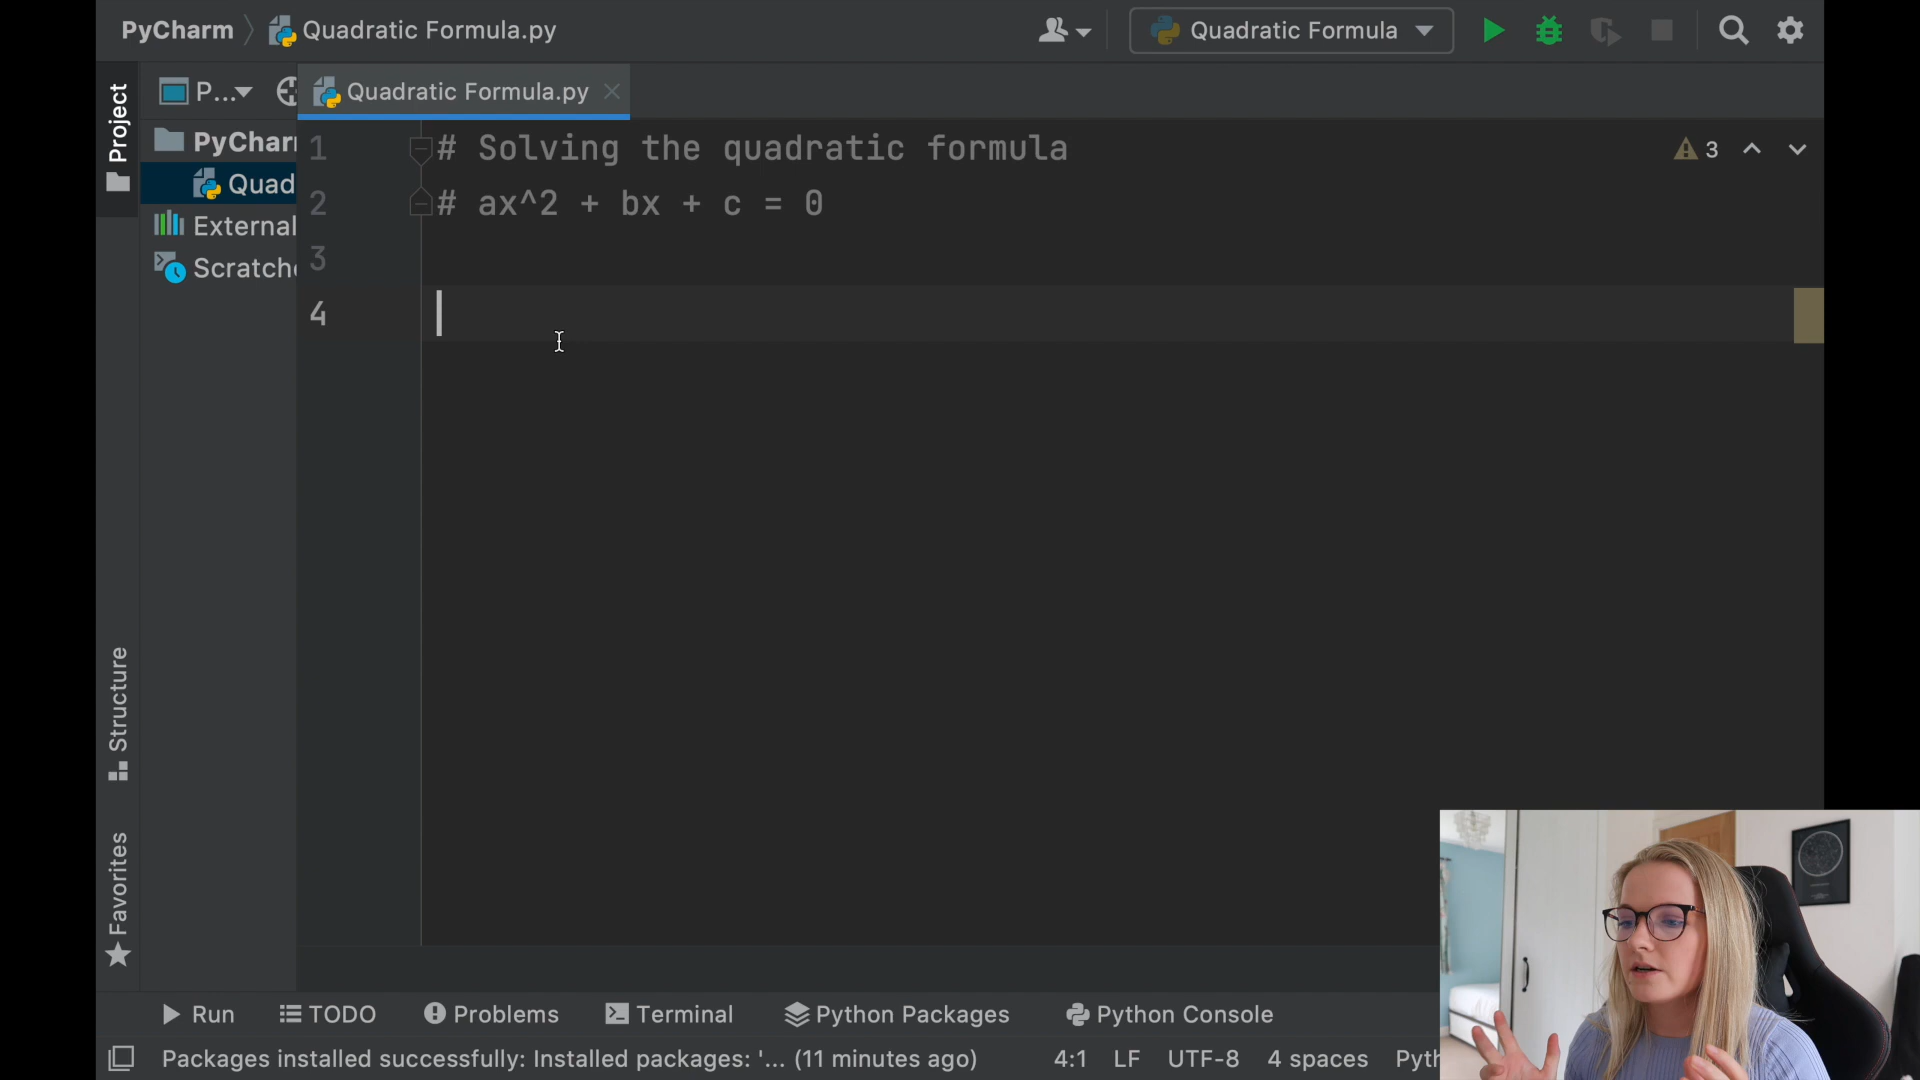 PyCharm
Quadratic Formula.py
Quadratic Formula
Project
P...
Quadratic Formula.py
PyChar
Quad
External
Scratche
1 # Solving the quadratic formula
2 # ax^2 + bx + c = 0
3
4
3
Structure
Favorites
Run
TODO
Problems
Terminal
Python Packages
Python Console
Packages installed successfully: Installed packages: '... (11 minutes ago)
4:1
LF
UTF-8
4 spaces
Pyth